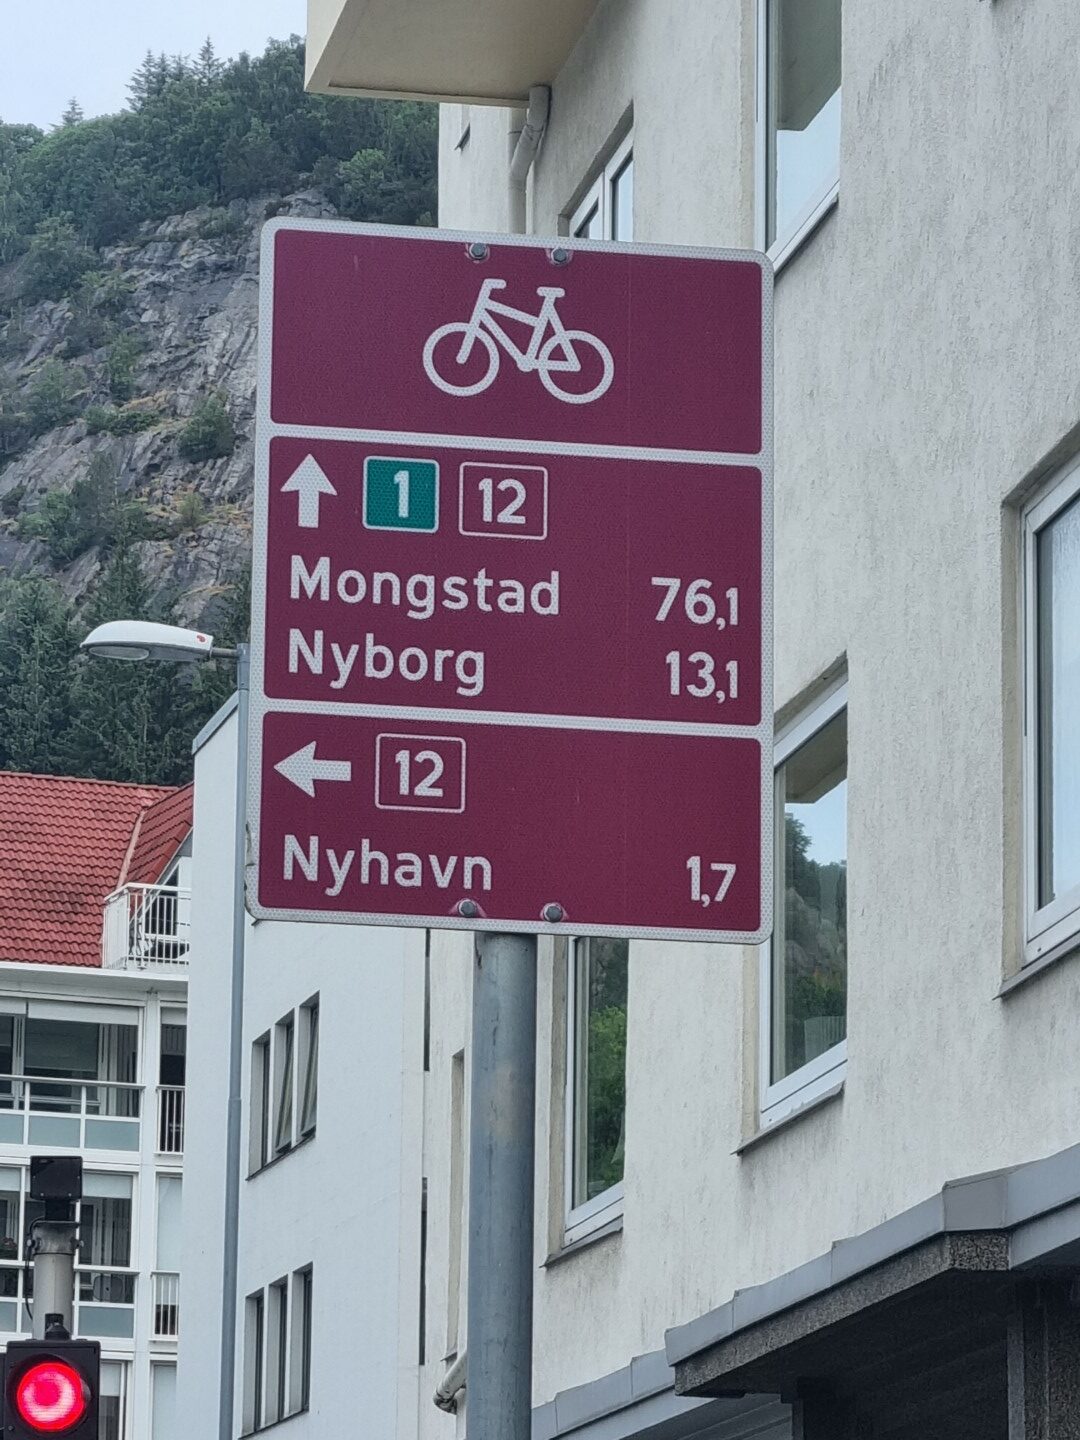 1 12
Mongstad 76,1
Nyborg 13,1
12
Nyhavn 1,7